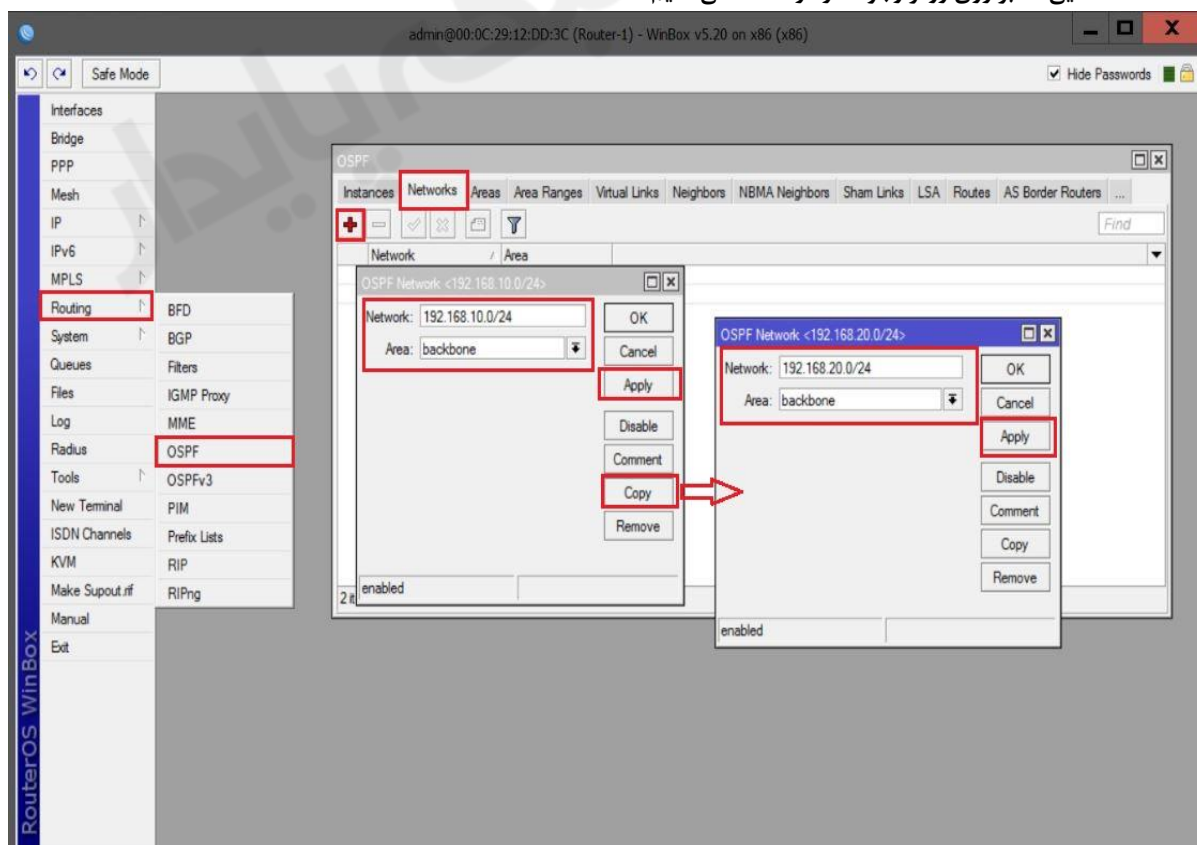 admin@00:0C:29:12:DD:3C (Router-1) - WinBox v5.20 on x86 (x86)
Safe Mode
Hide Passwords
Interfaces
Bridge
PPP
Mesh
IP
IPv6
MPLS
Routing
System
Queues
Files
Log
Radius
Tools
New Terminal
ISDN Channels
KVM
Make Supout.rif
Manual
Exit
RouterOS WinBox
BFD
BGP
Filters
IGMP Proxy
MME
OSPF
OSPFv3
PIM
Prefix Lists
RIP
RIPng
OSPF
Instances Networks Areas Area Ranges Virtual Links Neighbors NBMA Neighbors Sham Links LSA Routes AS Border Routers ...
Find
Network / Area
OSPF Network <192.168.10.0/24>
Network: 192.168.10.0/24
Area: backbone
OK
Cancel
Apply
Disable
Comment
Copy
Remove
enabled
OSPF Network <192.168.20.0/24>
Network: 192.168.20.0/24
Area: backbone
OK
Cancel
Apply
Disable
Comment
Copy
Remove
enabled